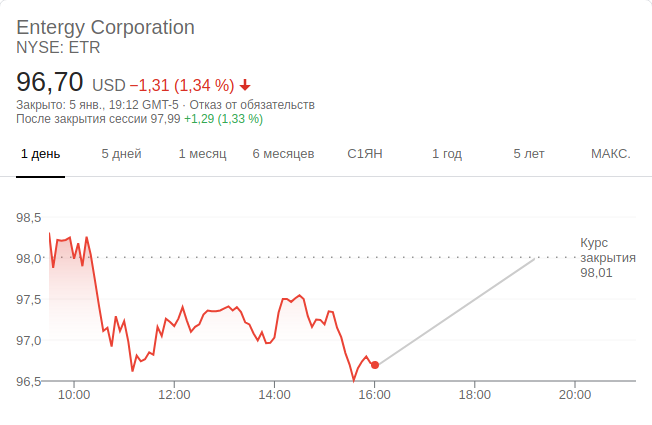 Entergy Corporation
NYSE: ETR
96,70 USD −1,31 (1,34 %)
Закрыто: 5 янв., 19:12 GMT-5 · Отказ от обязательств
После закрытия сессии 97,99 +1,29 (1,33 %)
1 день 5 дней 1 месяц 6 месяцев С1ЯН 1 год 5 лет МАКС.
98,5
98,0
97,5
97,0
96,5
Курс
закрытия
98,01
10:00 12:00 14:00 16:00 18:00 20:00